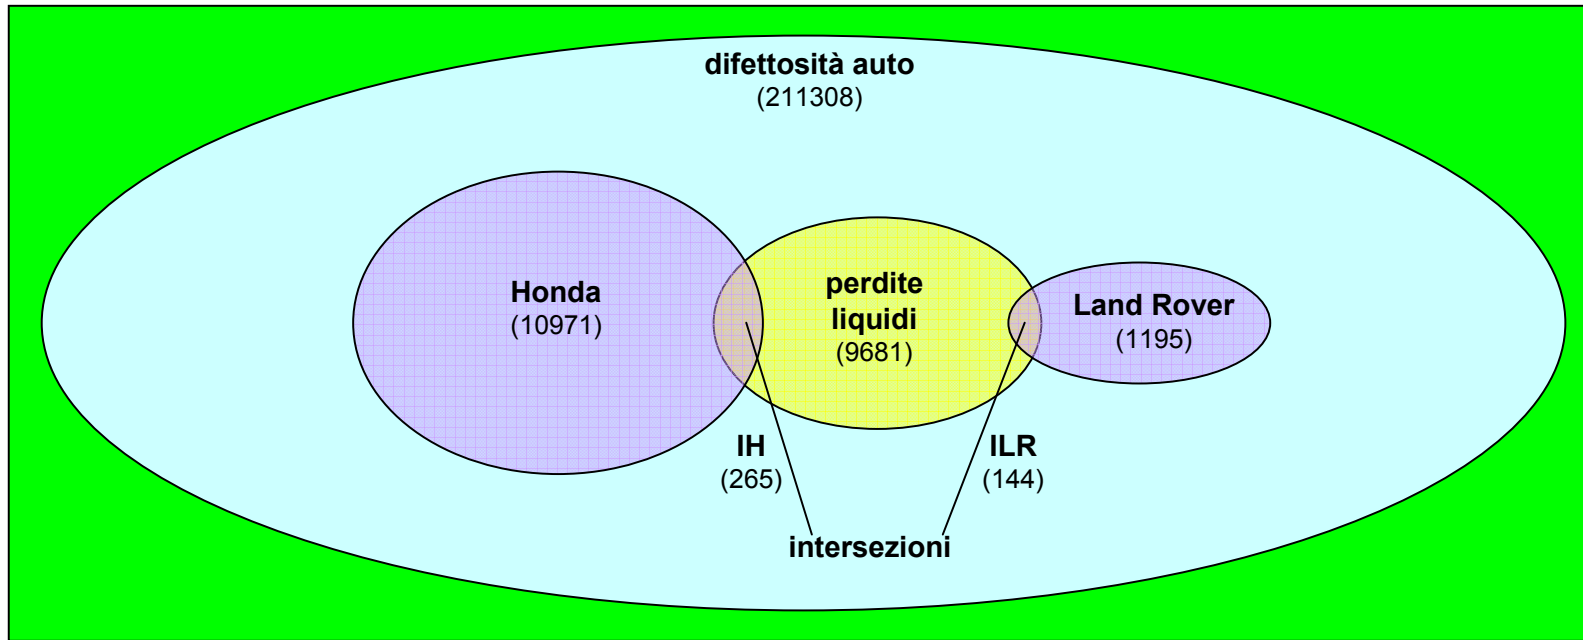 difettosità auto
(211308)
Honda
(10971)
perdite
liquidi
(9681)
Land Rover
(1195)
IH
(265)
ILR
(144)
intersezioni